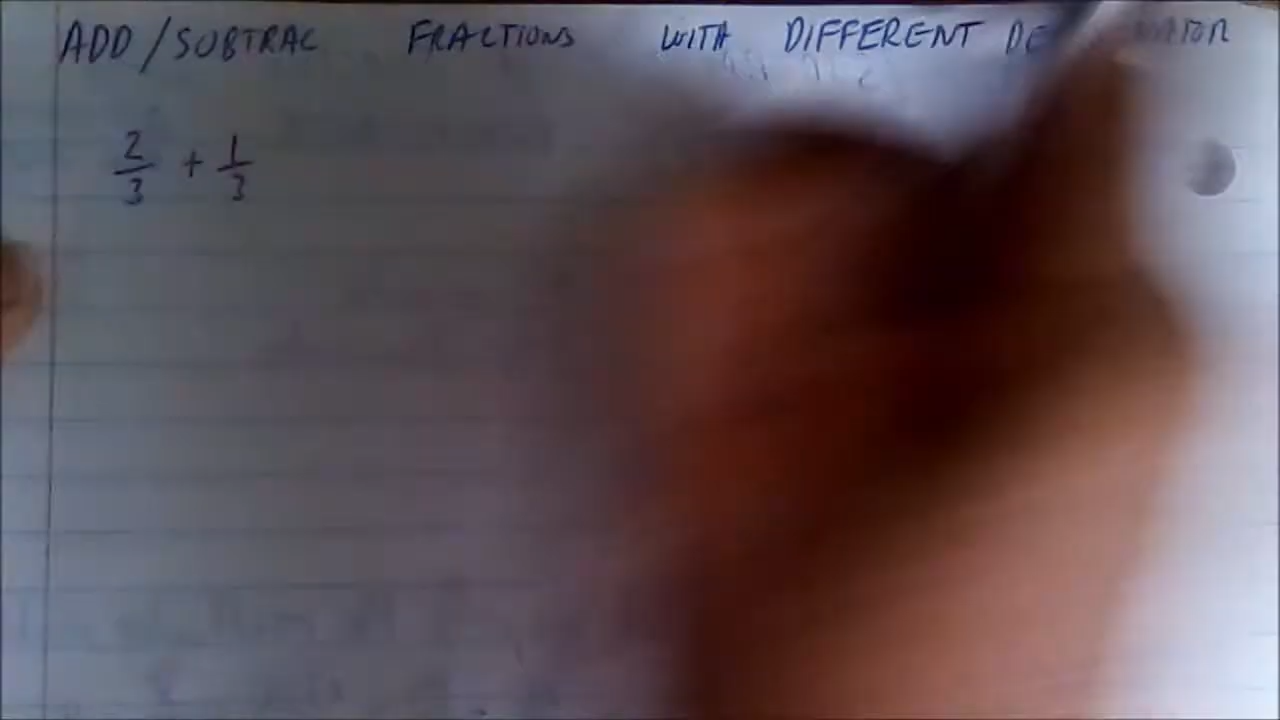 ADD/SUBTRAC FRACTIONS WITH DIFFERENT
2/3 + 1/3